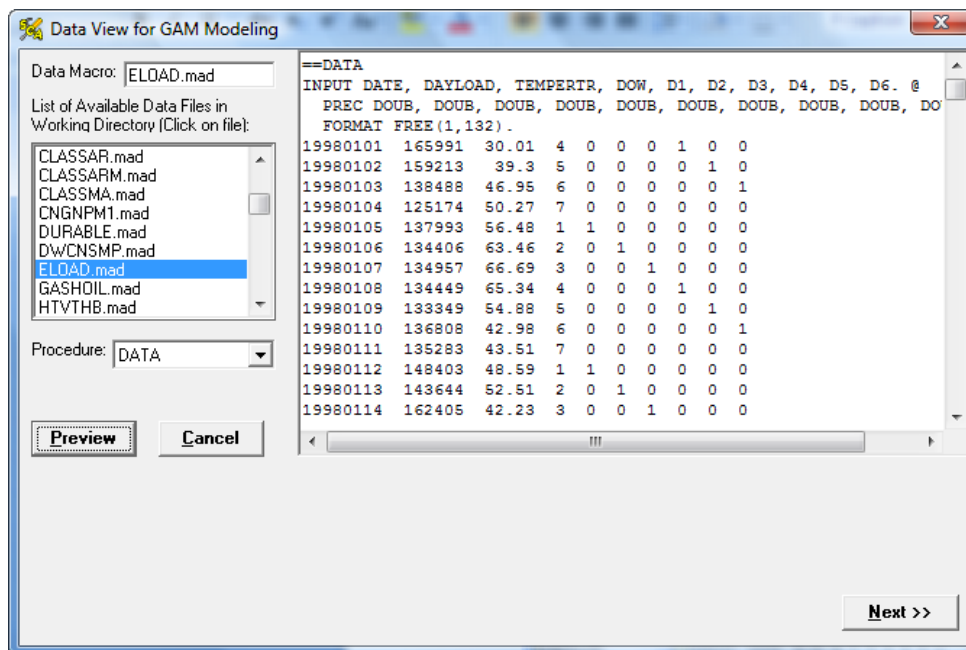 Data View for GAM Modeling
Data Macro: ELOAD.mad
List of Available Data Files in
Working Directory (Click on file):
CLASSAR.mad
CLASSARM.mad
CLASSMA.mad
CNGNPM1.mad
DURABLE.mad
DWCNSMP.mad
ELOAD.mad
GASHOIL.mad
HTVTHB.mad
Procedure: DATA
Preview Cancel
==DATA
INPUT DATE, DAYLOAD, TEMPERTR, DOW, D1, D2, D3, D4, D5, D6. @
PREC DOUB, DOUB, DOUB, DOUB, DOUB, DOUB, DOUB, DOUB, DOUB,
FORMAT FREE(1,132).
19980101 165991 30.01 4 0 0 0 1 0 0
19980102 159213 39.3 5 0 0 0 0 1 0
19980103 138488 46.95 6 0 0 0 0 0 1
19980104 125174 50.27 7 0 0 0 0 0 0
19980105 137993 56.48 1 1 0 0 0 0 0
19980106 134406 63.46 2 0 1 0 0 0 0
19980107 134957 66.69 3 0 0 1 0 0 0
19980108 134449 65.34 4 0 0 0 1 0 0
19980109 133349 54.88 5 0 0 0 0 1 0
19980110 136808 42.98 6 0 0 0 0 0 1
19980111 135283 43.51 7 0 0 0 0 0 0
19980112 148403 48.59 1 1 0 0 0 0 0
19980113 143644 52.51 2 0 1 0 0 0 0
19980114 162405 42.23 3 0 0 1 0 0 0
Next >>